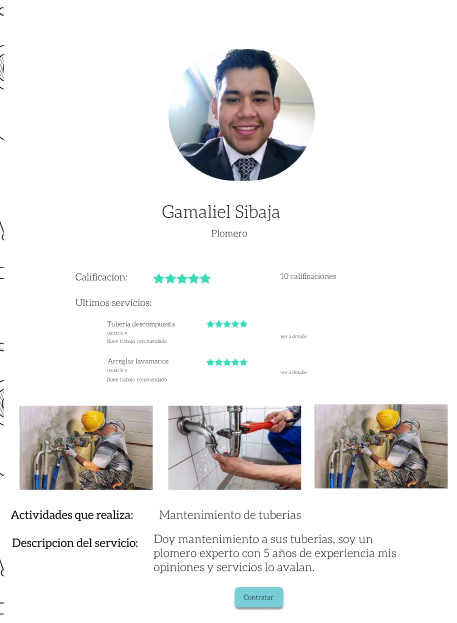 Gamaliel Sibaja
Plomero
Calificacion: 10 calificaciones
Ultimos servicios:
Tuberia descompuesta
usuario x
Buen trabajo recomendado
ver a detalle
Arreglar lavamanos
usuario y
Buen trabajo recomendado
ver a detalle
Actividades que realiza: Mantenimiento de tuberias
Descripcion del servicio: Doy mantenimiento a sus tuberias, soy un
plomero experto con 5 años de experiencia mis
opiniones y servicios lo avalan.
Contratar